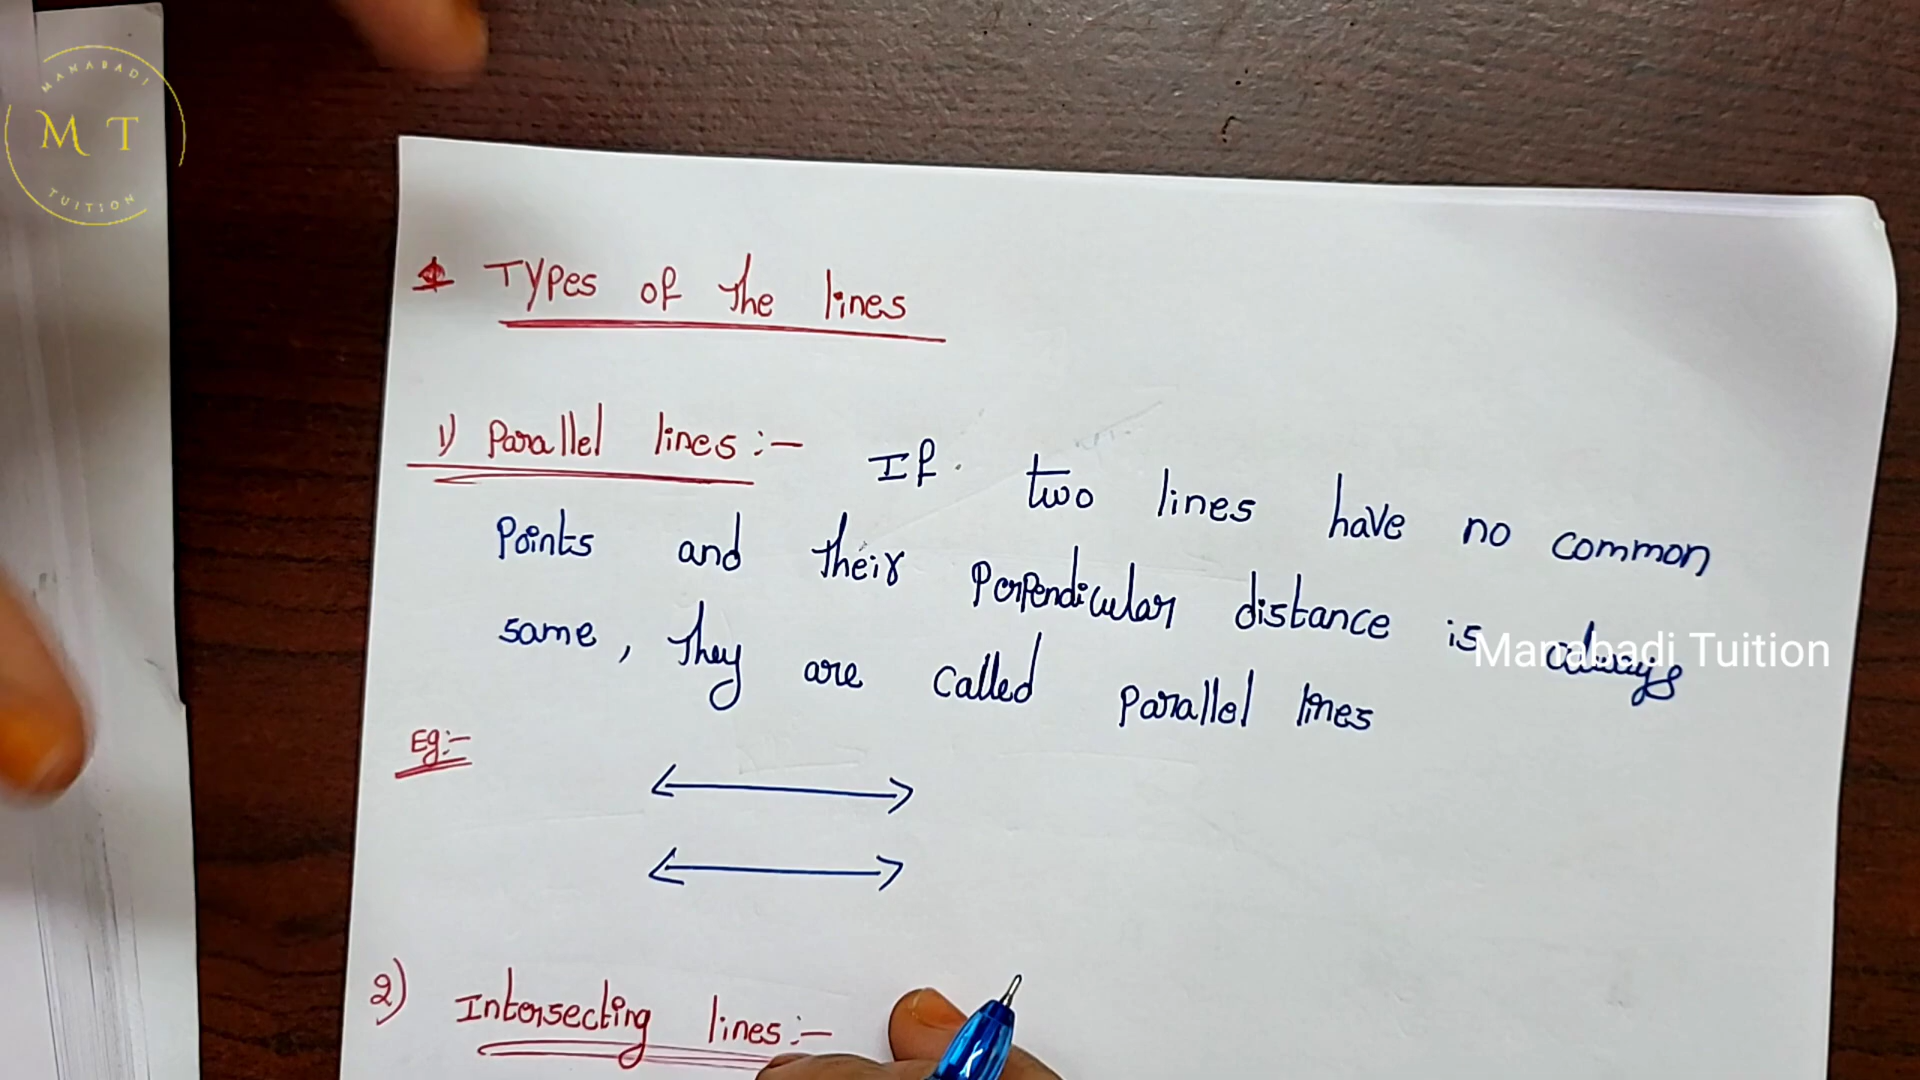 MANABADI
M T
TUITION
Types of the lines
1) Parallel lines :- If two lines have no common
Points and their Perpendicular distance is always
same, They are called Parallel lines
Manabadi Tuition
Eg:-
2) Intersecting lines:-